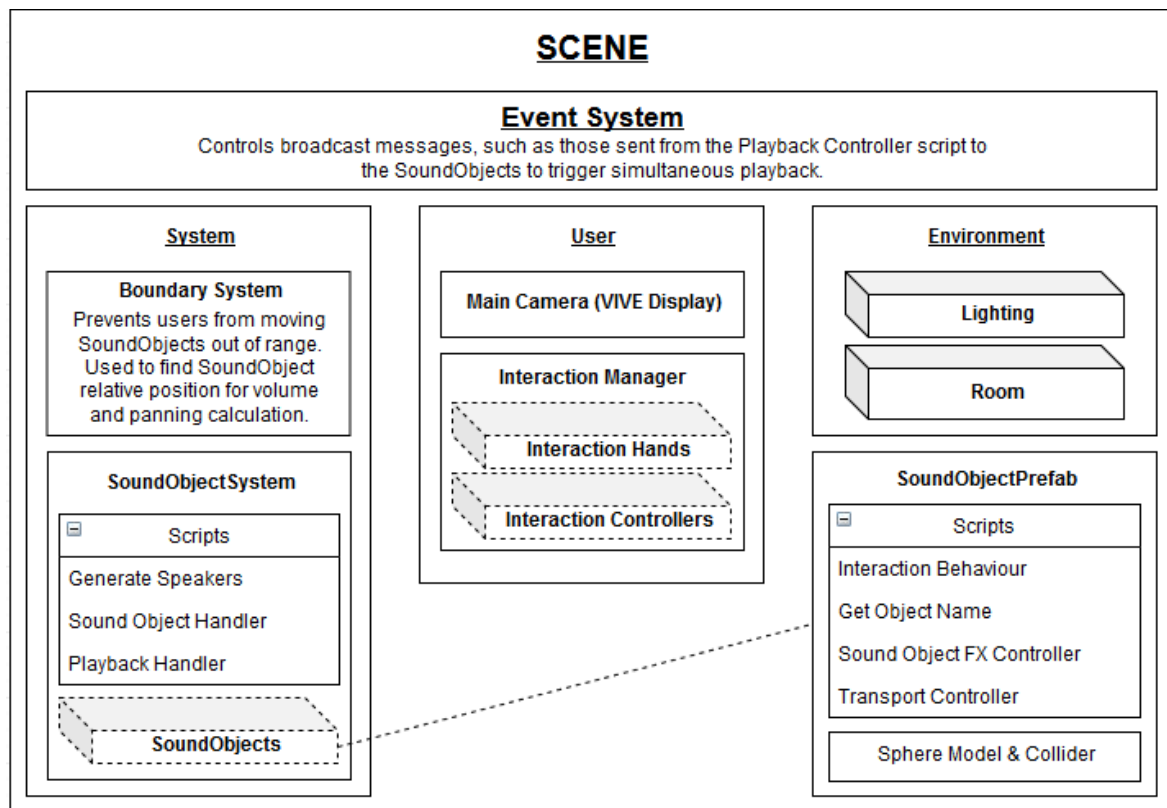 SCENE
Event System
Controls broadcast messages, such as those sent from the Playback Controller script to
the SoundObjects to trigger simultaneous playback.
System
Boundary System
Prevents users from moving
SoundObjects out of range.
Used to find SoundObject
relative position for volume
and panning calculation.
SoundObjectSystem
Scripts
Generate Speakers
Sound Object Handler
Playback Handler
SoundObjects
User
Main Camera (VIVE Display)
Interaction Manager
Interaction Hands
Interaction Controllers
Environment
Lighting
Room
SoundObjectPrefab
Scripts
Interaction Behaviour
Get Object Name
Sound Object FX Controller
Transport Controller
Sphere Model & Collider